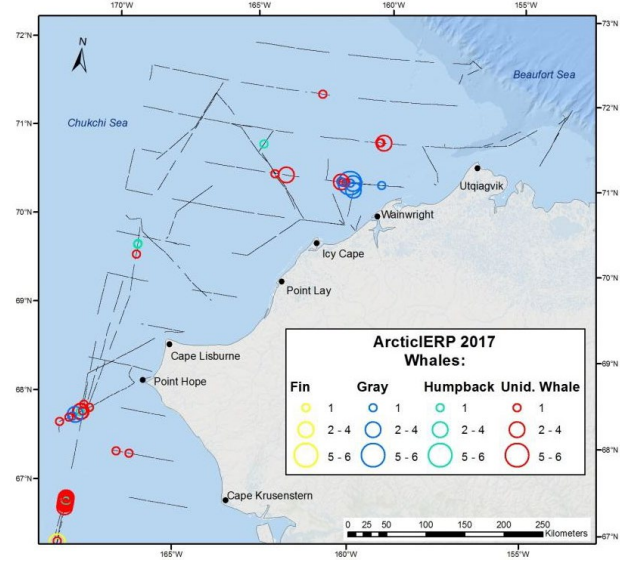 170°W 165°W 160°W 155°W
73°N
72°N
N
Beaufort Sea
Chukchi Sea
72°N
71°N
71°N
Utqiagvik
70°N
Wainwright
Icy Cape
70°N
Point Lay
69°N
Cape Lisburne
ArcticIERP 2017
Whales:
Fin Gray Humpback Unid. Whale
1 1 1 1
2 - 4 2 - 4 2 - 4 2 - 4
5 - 6 5 - 6 5 - 6 5 - 6
69°N
Point Hope
68°N
68°N
67°N
Cape Krusenstern
0 25 50 100 150 200 250
Kilometers
67°N
165°W 160°W 155°W